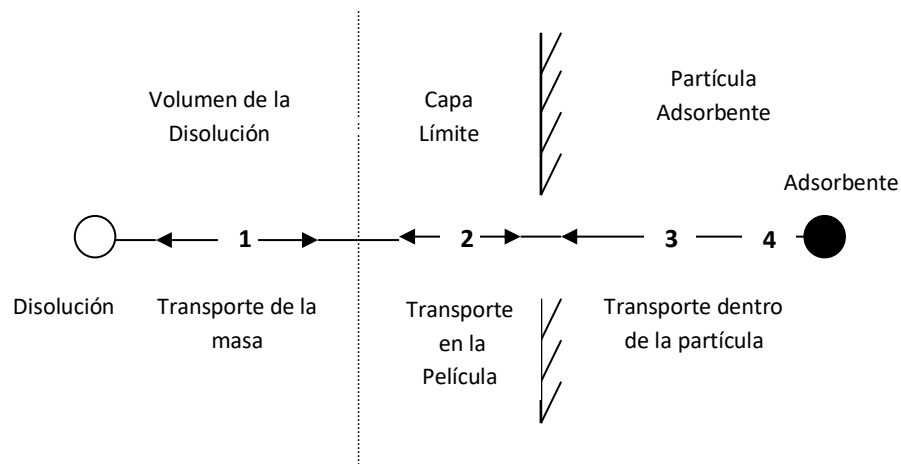 Volumen de la
Disolución
Capa
Límite
Partícula
Adsorbente
Adsorbente
1
2
3
4
Disolución
Transporte de la
masa
Transporte
en la
Película
Transporte dentro
de la partícula